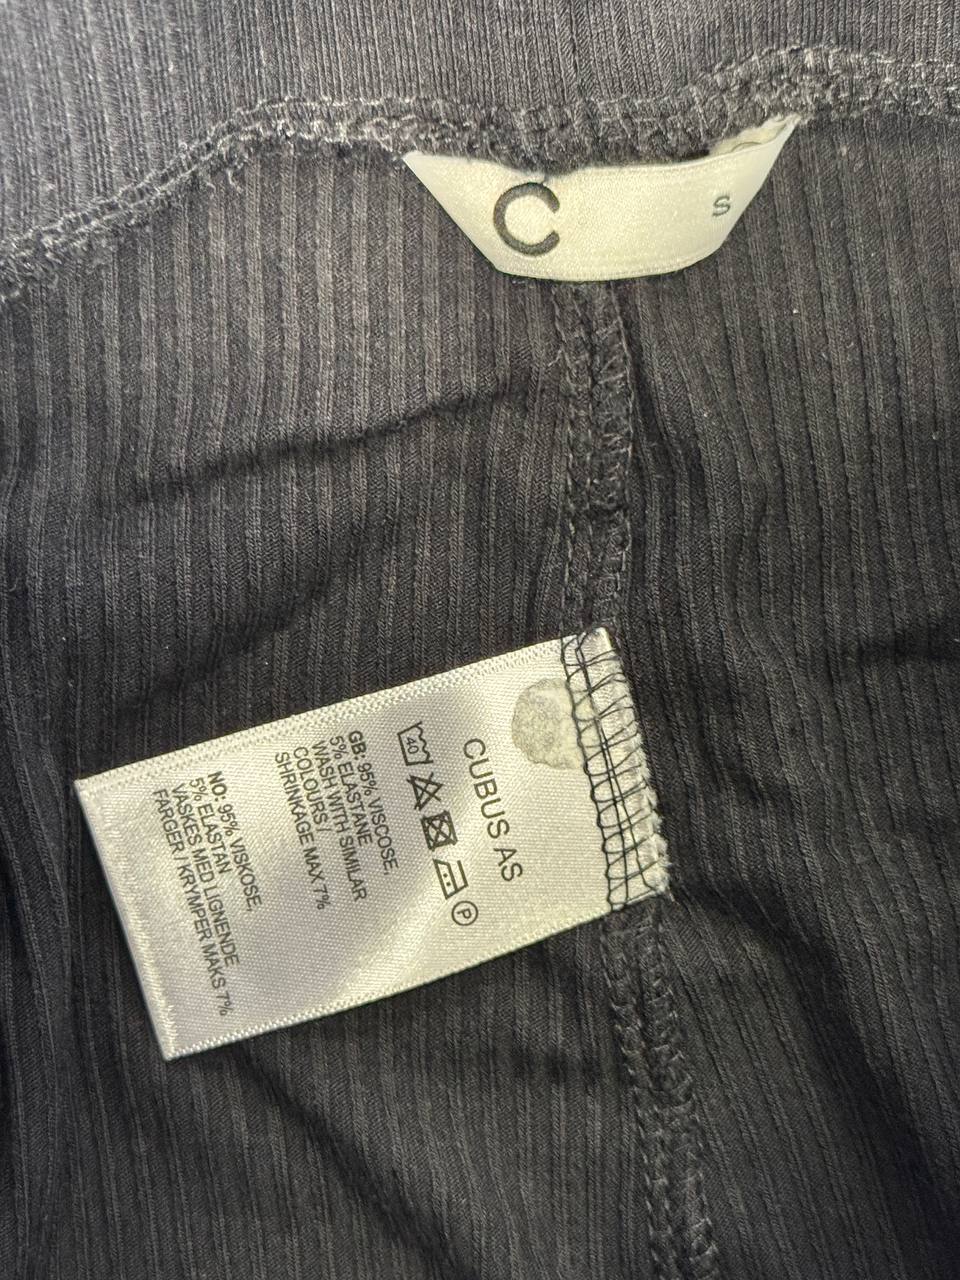 C
S
CUBUS AS
40
P
GB: 95% VISCOSE,
5% ELASTANE
WASH WITH SIMILAR
COLOURS /
SHRINKAGE MAX 7%
NO: 95% VISKOSE,
5% ELASTAN
VASKES MED LIGNENDE
FARGER / KRYMPER MAKS 7%